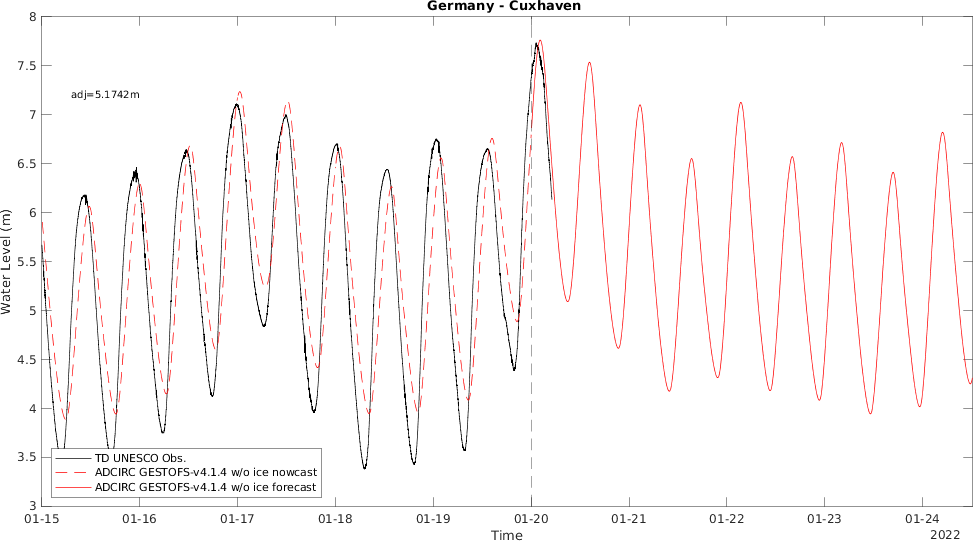 Germany - Cuxhaven
8
7.5
7
6.5
6
5.5
5
4.5
4
3.5
3
Water Level (m)
adj=5.1742m
TD UNESCO Obs.
ADCIRC GESTOFS-v4.1.4 w/o ice nowcast
ADCIRC GESTOFS-v4.1.4 w/o ice forecast
01-15 01-16 01-17 01-18 01-19 01-20 01-21 01-22 01-23 01-24
Time
2022